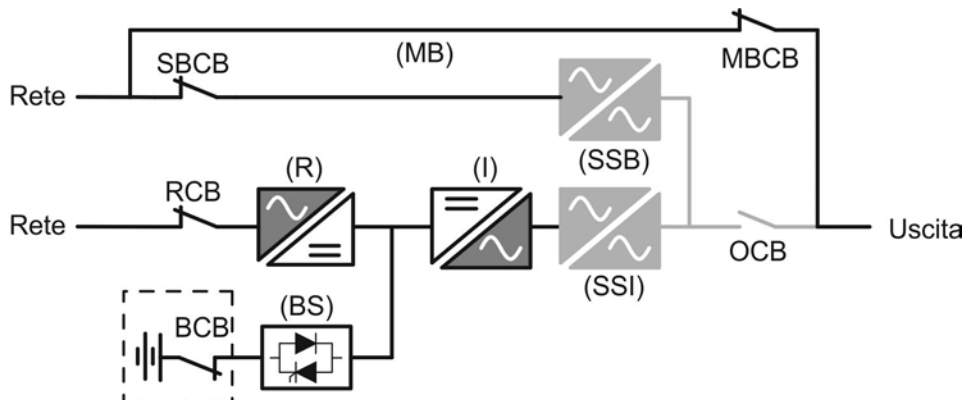 (MB)
MBCB
SBCB
Rete
(SSB)
(R)
(I)
RCB
Rete
Uscita
OCB
(SSI)
(BS)
BCB